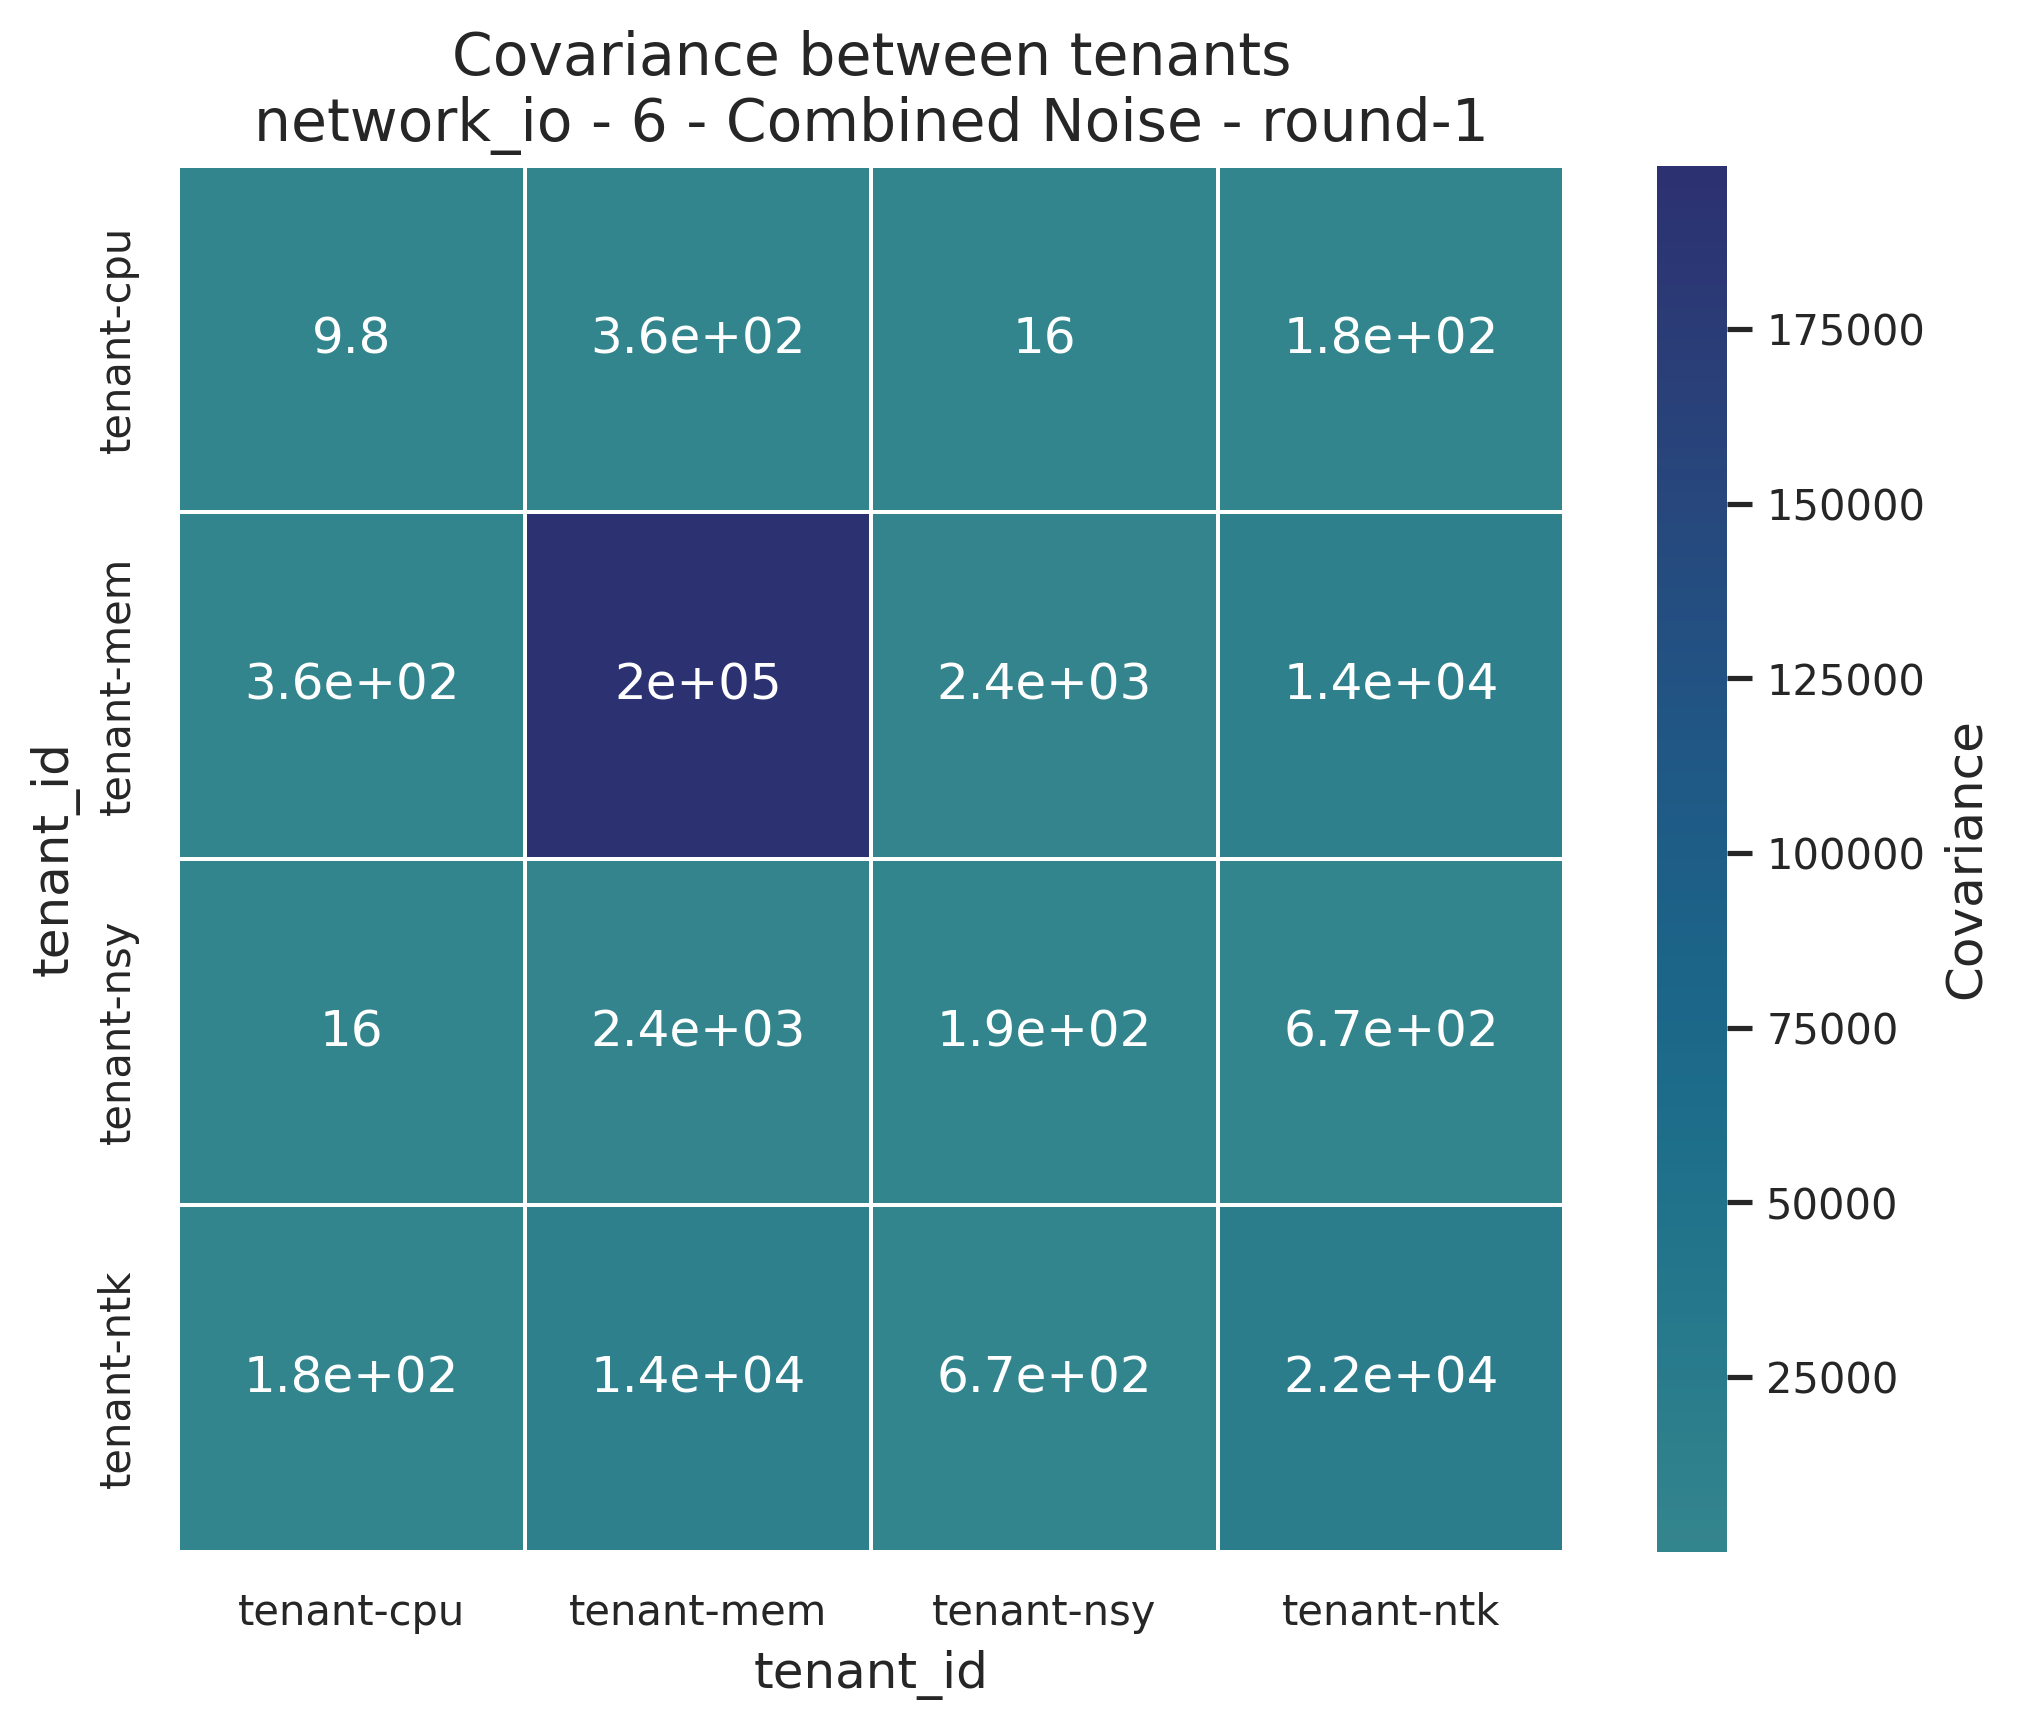 Covariance between tenants
network_io - 6 - Combined Noise - round-1
tenant_id
tenant-cpu
9.8
3.6e+02
16
1.8e+02
tenant-mem
3.6e+02
2e+05
2.4e+03
1.4e+04
tenant-nsy
16
2.4e+03
1.9e+02
6.7e+02
tenant-ntk
1.8e+02
1.4e+04
6.7e+02
2.2e+04
tenant-cpu
tenant-mem
tenant-nsy
tenant-ntk
tenant_id
175000
150000
125000
100000
75000
50000
25000
Covariance